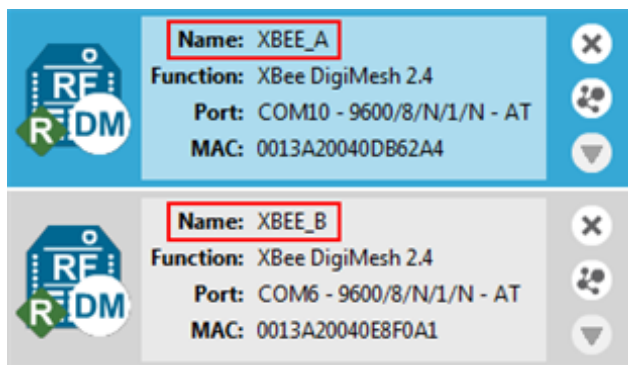 Name: XBEE_A
Function: XBee DigiMesh 2.4
Port: COM10 - 9600/8/N/1/N - AT
MAC: 0013A20040DB62A4
RF
R DM
Name: XBEE_B
Function: XBee DigiMesh 2.4
Port: COM6 - 9600/8/N/1/N - AT
MAC: 0013A20040E8F0A1
RF
R DM